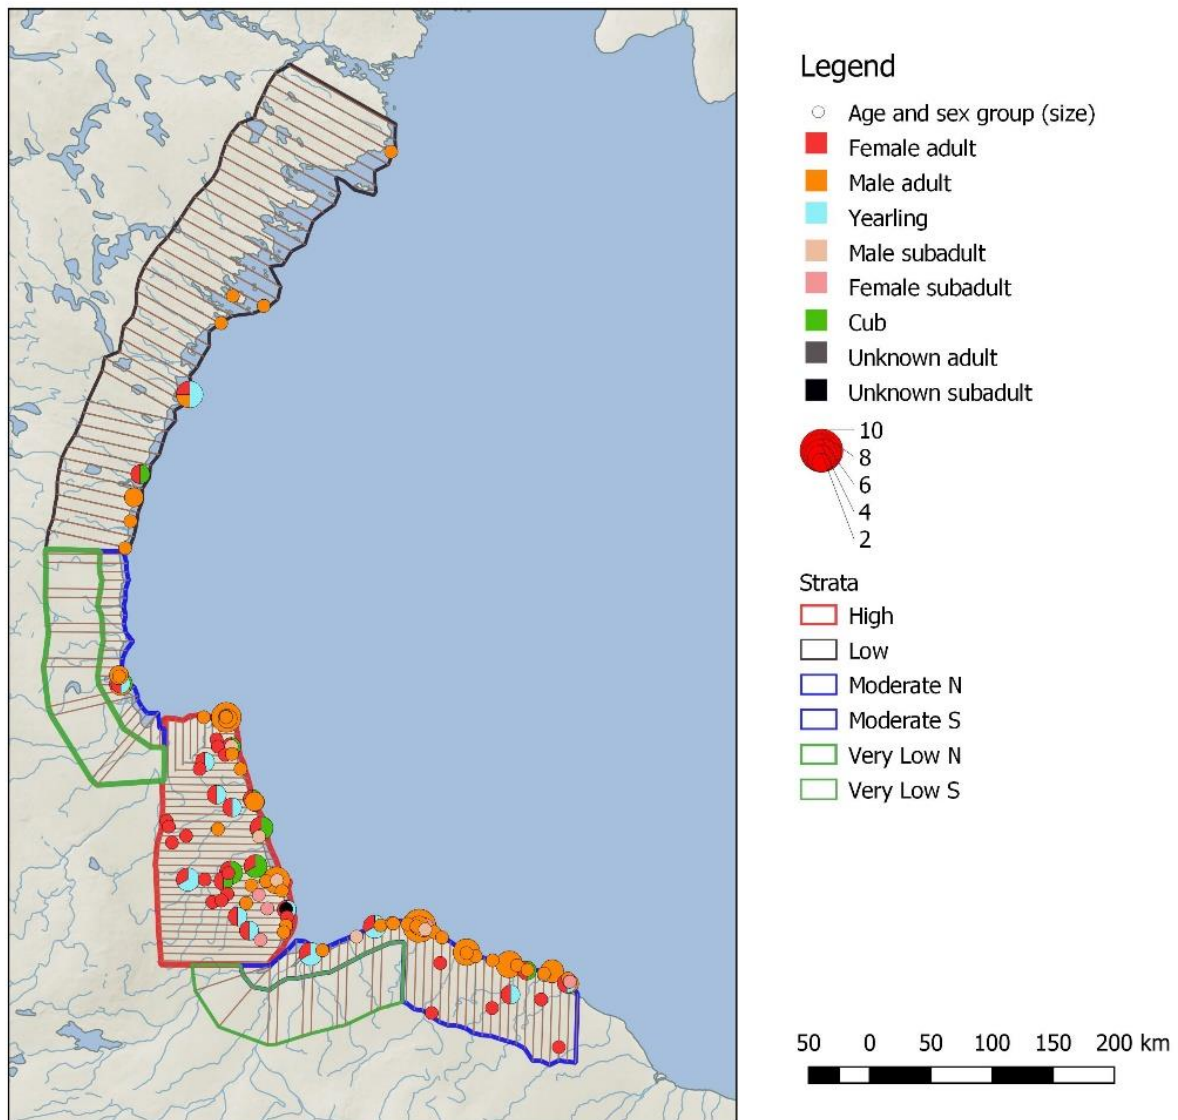 Legend
Age and sex group (size)
Female adult
Male adult
Yearling
Male subadult
Female subadult
Cub
Unknown adult
Unknown subadult
10
8
6
4
2
Strata
High
Low
Moderate N
Moderate S
Very Low N
Very Low S
50 0 50 100 150 200 km